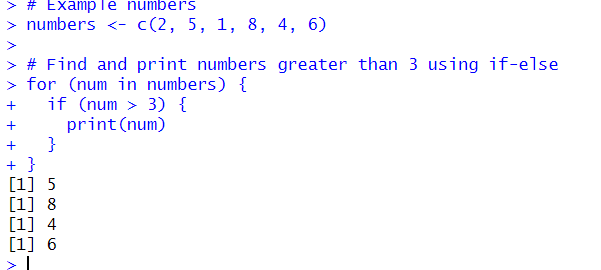 > # Example numbers
> numbers <- c(2, 5, 1, 8, 4, 6)
>
> # Find and print numbers greater than 3 using if-else
> for (num in numbers) {
+   if (num > 3) {
+     print(num)
+   }
+ }
[1] 5
[1] 8
[1] 4
[1] 6
>